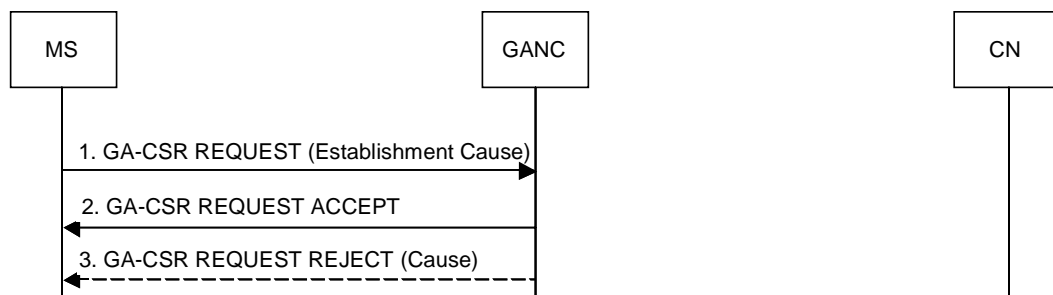 MS
GANC
CN
1. GA-CSR REQUEST (Establishment Cause)
2. GA-CSR REQUEST ACCEPT
3. GA-CSR REQUEST REJECT (Cause)